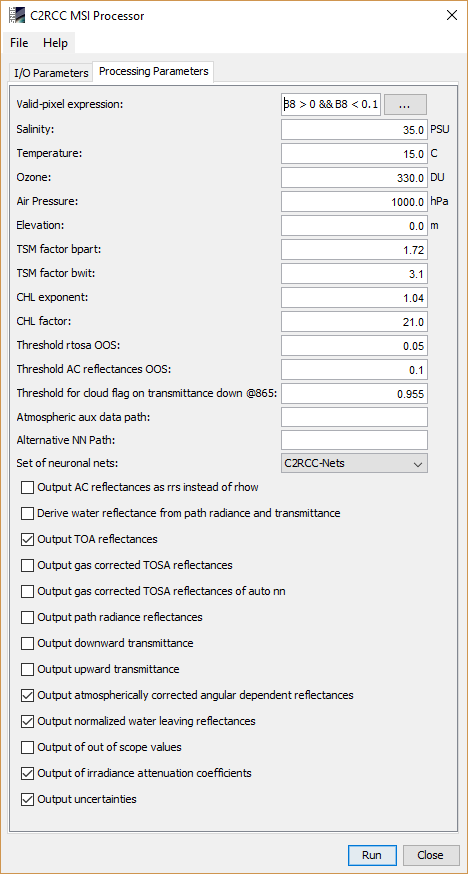 C2RCC MSI Processor
File Help
I/O Parameters Processing Parameters
Valid-pixel expression: B8 > 0 && B8 < 0.1 ...
Salinity: 35.0 PSU
Temperature: 15.0 C
Ozone: 330.0 DU
Air Pressure: 1000.0 hPa
Elevation: 0.0 m
TSM factor bpart: 1.72
TSM factor bwit: 3.1
CHL exponent: 1.04
CHL factor: 21.0
Threshold rtosa OOS: 0.05
Threshold AC reflectances OOS: 0.1
Threshold for cloud flag on transmittance down @865: 0.955
Atmospheric aux data path:
Alternative NN Path:
Set of neuronal nets: C2RCC-Nets
Output AC reflectances as rrs instead of rhow
Derive water reflectance from path radiance and transmittance
Output TOA reflectances
Output gas corrected TOSA reflectances
Output gas corrected TOSA reflectances of auto nn
Output path radiance reflectances
Output downward transmittance
Output upward transmittance
Output atmospherically corrected angular dependent reflectances
Output normalized water leaving reflectances
Output of out of scope values
Output of irradiance attenuation coefficients
Output uncertainties
Run Close